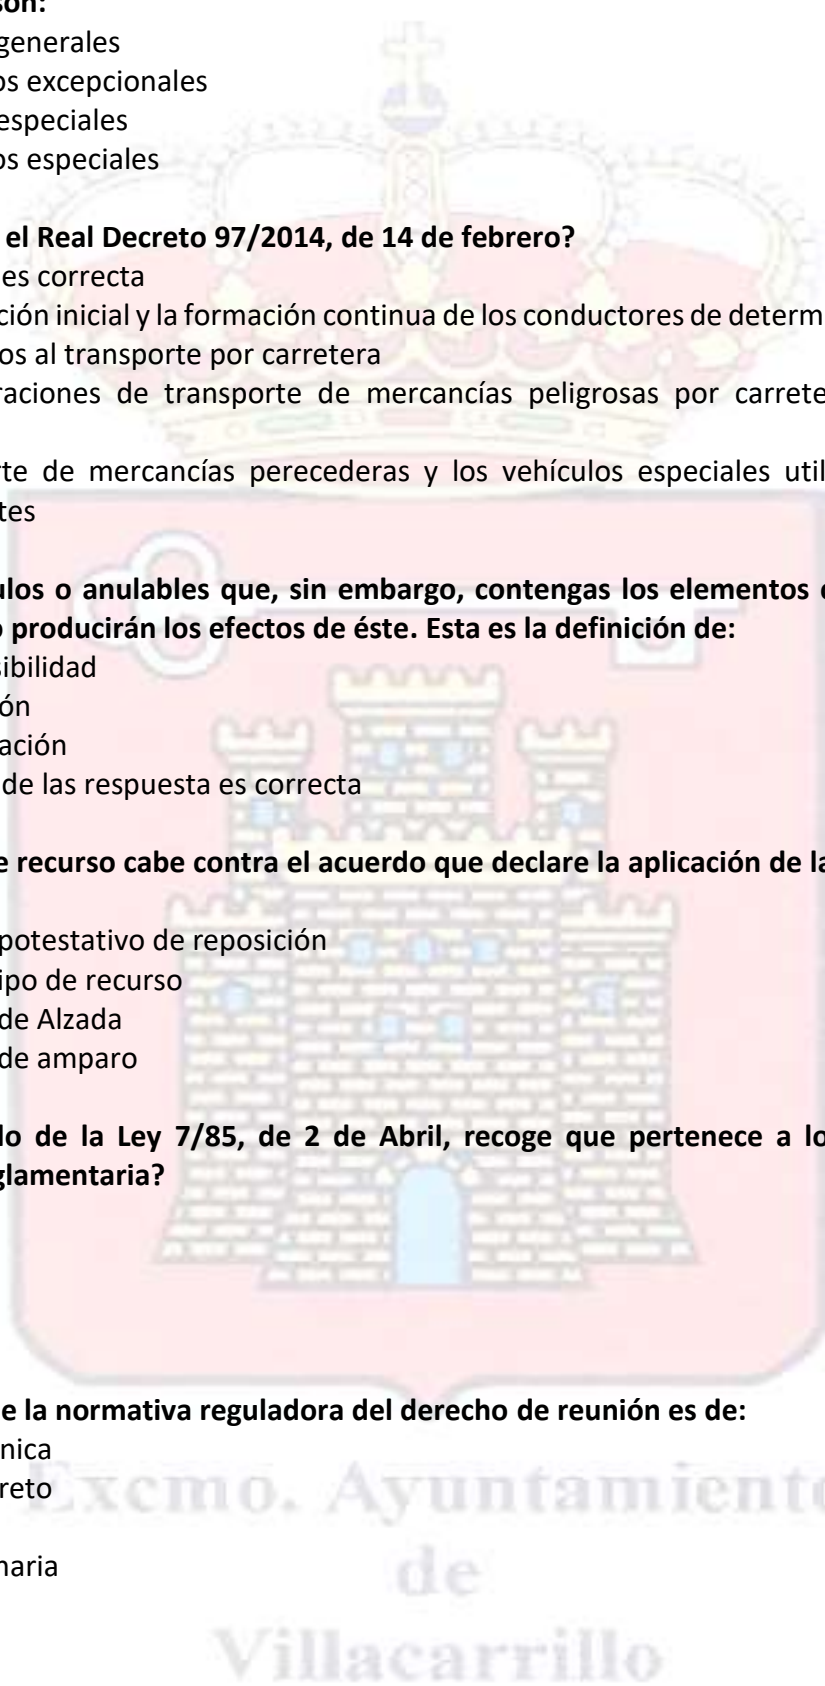 son:
generales
os excepcionales
especiales
os especiales
el Real Decreto 97/2014, de 14 de febrero?
es correcta
ción inicial y la formación continua de los conductores de determ
os al transporte por carretera
raciones de transporte de mercancías peligrosas por carrete
rte de mercancías perecederas y los vehículos especiales util
tes
ulos o anulables que, sin embargo, contengas los elementos
o producirán los efectos de éste. Esta es la definición de:
sibilidad
ón
ación
de las respuesta es correcta
e recurso cabe contra el acuerdo que declare la aplicación de la
potestativo de reposición
ipo de recurso
de Alzada
de amparo
lo de la Ley 7/85, de 2 de Abril, recoge que pertenece a lo
glamentaria?
e la normativa reguladora del derecho de reunión es de:
nica
reto
naria
Excmo. Ayuntamiento
de
Villacarrillo